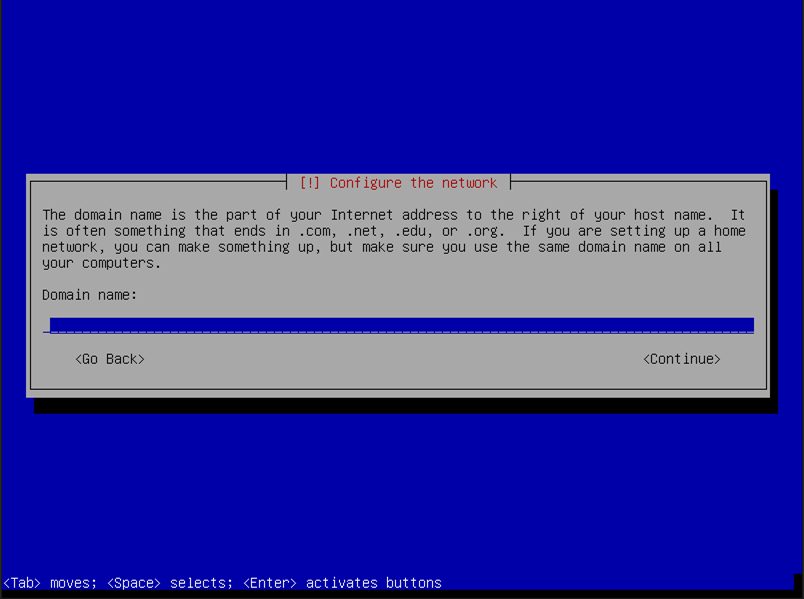 [!] Configure the network
The domain name is the part of your Internet address to the right of your host name.  It
is often something that ends in .com, .net, .edu, or .org.  If you are setting up a home
network, you can make something up, but make sure you use the same domain name on all
your computers.
Domain name:
<Go Back> <Continue>
<Tab> moves; <Space> selects; <Enter> activates buttons